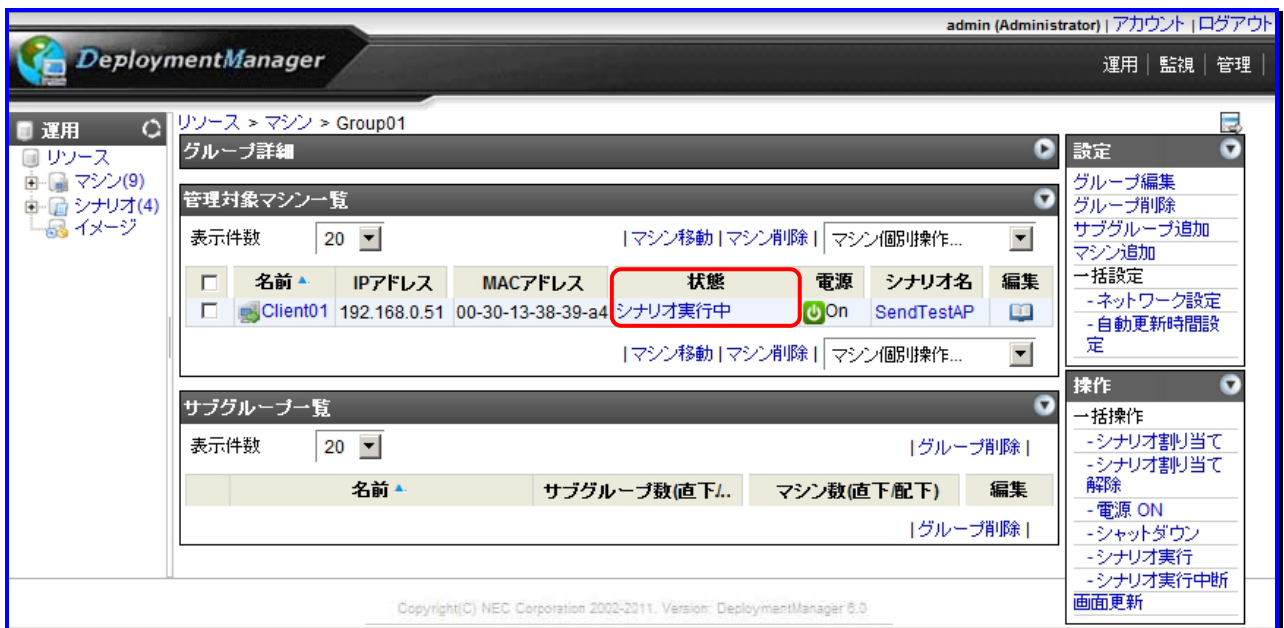 admin (Administrator) | アカウント | ログアウト
DeploymentManager
運用 | 監視 | 管理 |
運用
リソース
マシン(9)
シナリオ(4)
イメージ
リソース > マシン > Group01
グループ詳細
管理対象マシン一覧
表示件数 20 | マシン移動 | マシン削除 | マシン個別操作...
名前 IPアドレス MACアドレス 状態 電源 シナリオ名 編集
Client01 192.168.0.51 00-30-13-38-39-a4 シナリオ実行中 On SendTestAP
| マシン移動 | マシン削除 | マシン個別操作...
サブグループ一覧
表示件数 20 | グループ削除 |
名前 サブグループ数(直下/.. マシン数(直下/配下) 編集
| グループ削除 |
設定
グループ編集
グループ削除
サブグループ追加
マシン追加
一括設定
-ネットワーク設定
-自動更新時間設
定
操作
一括操作
-シナリオ割り当て
-シナリオ割り当て
解除
-電源 ON
-シャットダウン
-シナリオ実行
-シナリオ実行中断
画面更新
Copyright(C) NEC Corporation 2002-2011. Version: DeploymentManager 6.0